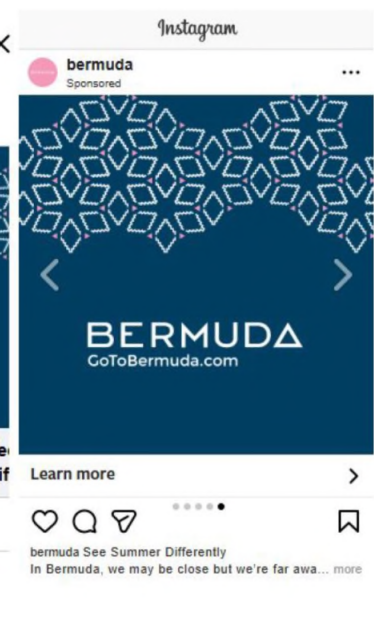 Instagram
bermuda
Sponsored
BERMUDA
GoToBermuda.com
Learn more
bermuda See Summer Differently
In Bermuda, we may be close but we're far awa... more